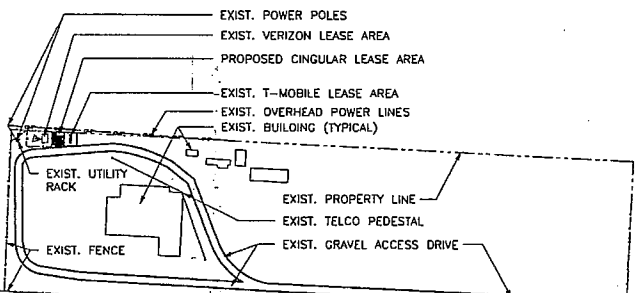 EXIST. POWER POLES
EXIST. VERIZON LEASE AREA
PROPOSED CINGULAR LEASE AREA
EXIST. T-MOBILE LEASE AREA
EXIST. OVERHEAD POWER LINES
EXIST. BUILDING (TYPICAL)
EXIST. UTILITY
RACK
EXIST. PROPERTY LINE
EXIST. TELCO PEDESTAL
EXIST. FENCE
EXIST. GRAVEL ACCESS DRIVE